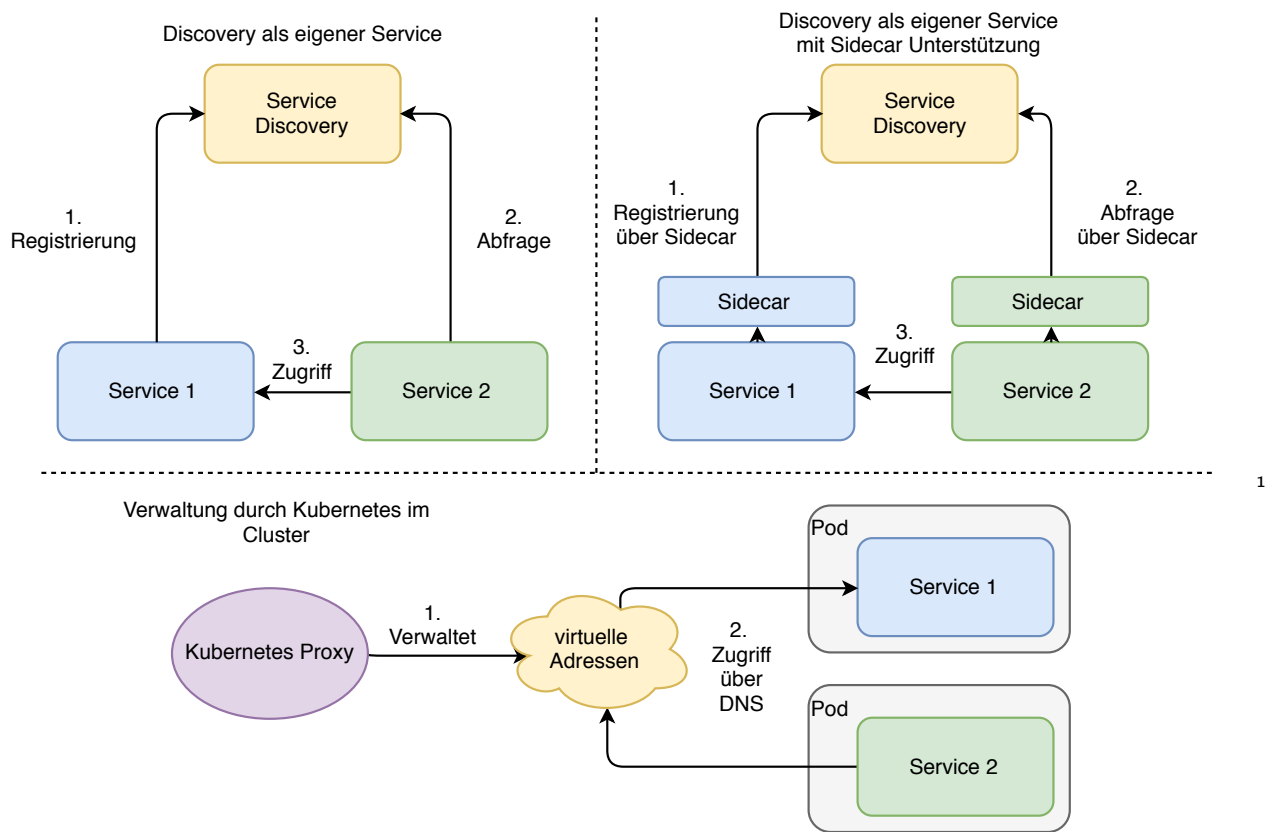 Discovery als eigener Service
Service
Discovery
1.
Registrierung
2.
Abfrage
3.
Zugriff
Service 1
Service 2
Discovery als eigener Service
mit Sidecar Unterstützung
Service
Discovery
1.
Registrierung
über Sidecar
2.
Abfrage
über Sidecar
Sidecar
Sidecar
3.
Zugriff
Service 1
Service 2
1
Verwaltung durch Kubernetes im
Cluster
Kubernetes Proxy
1.
Verwaltet
virtuelle
Adressen
2.
Zugriff
über
DNS
Pod
Service 1
Pod
Service 2